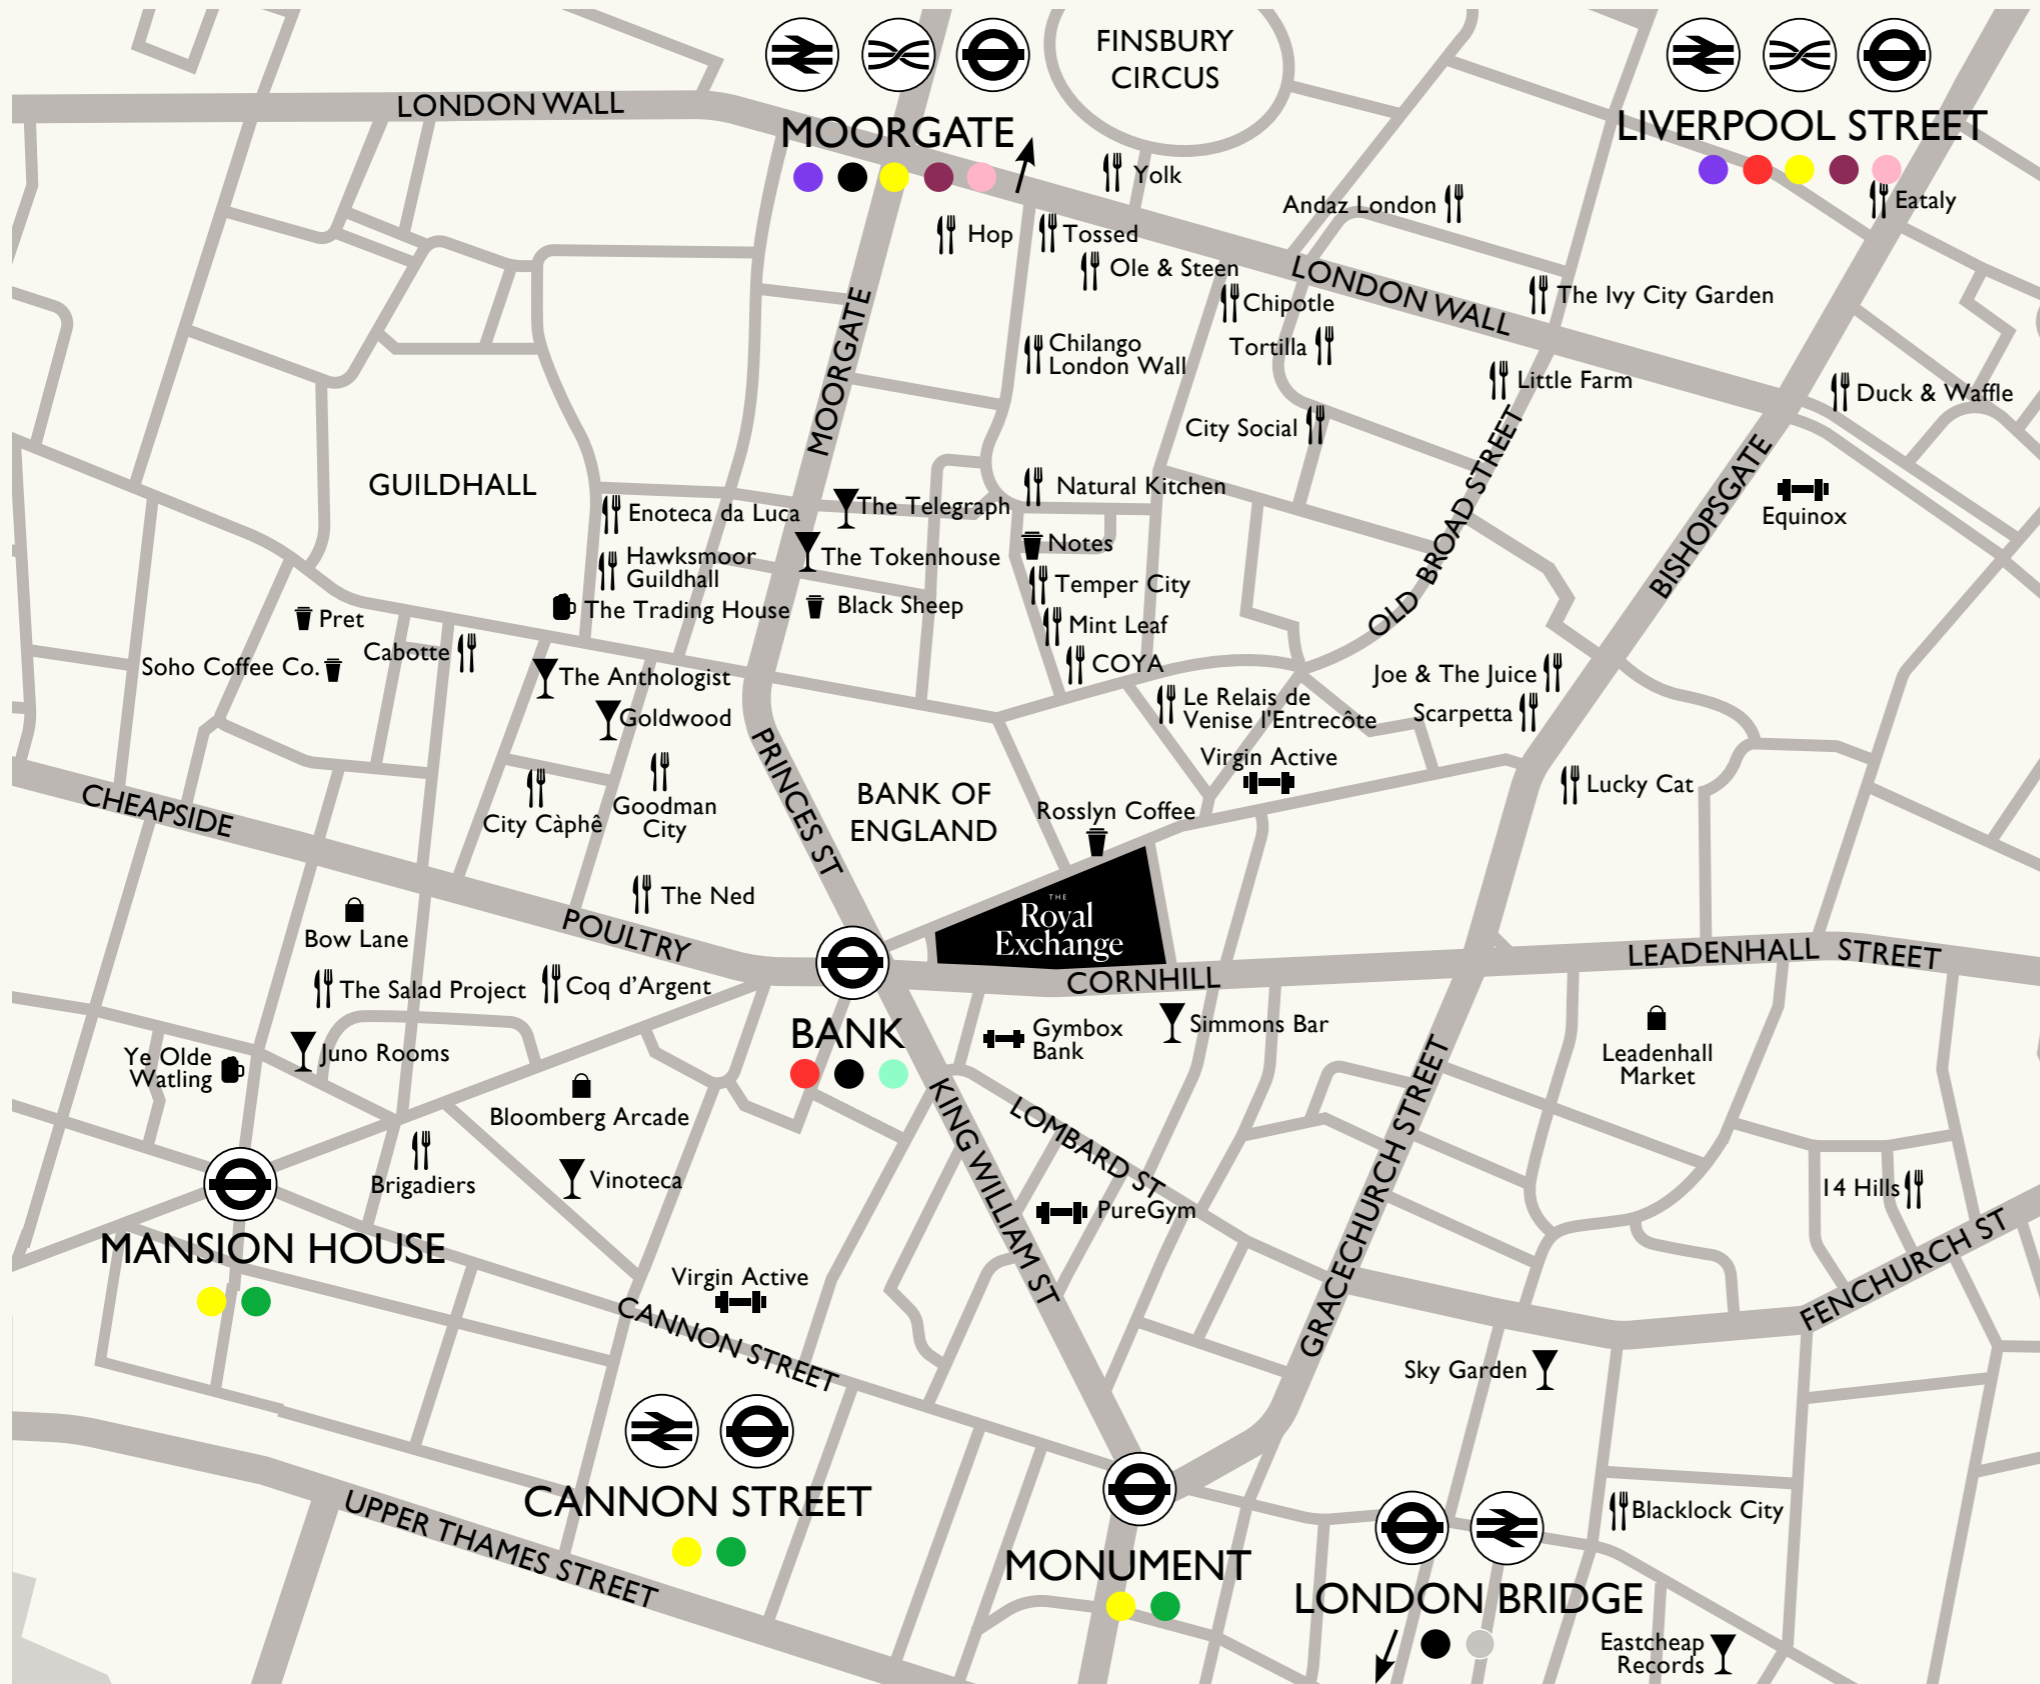 FINSBURY
CIRCUS
LONDON WALL
MOORGATE
LIVERPOOL STREET
Yolk
Andaz London
Eataly
Hop
Tossed
Ole & Steen
LONDON WALL
The Ivy City Garden
Chipotle
Chilango
London Wall
Tortilla
MOORGATE
Little Farm
Duck & Waffle
City Social
GUILDHALL
OLD BROAD STREET
BISHOPSGATE
Natural Kitchen
Enoteca da Luca
The Telegraph
Equinox
Notes
Hawksmoor
Guildhall
The Tokenhouse
Temper City
The Trading House
Black Sheep
Pret
Mint Leaf
Cabotte
Soho Coffee Co.
COYA
The Anthologist
Joe & The Juice
Le Relais de
Venise l'Entrecôte
Goldwood
Scarpetta
PRINCES ST
Virgin Active
BANK OF
ENGLAND
Lucky Cat
CHEAPSIDE
City Càphê
Goodman
City
Rosslyn Coffee
The Ned
THE
Royal
Exchange
Bow Lane
POULTRY
CORNHILL
LEADENHALL STREET
The Salad Project
Coq d’Argent
BANK
Gymbox
Bank
Simmons Bar
Leadenhall
Market
Ye Olde
Watling
Juno Rooms
Bloomberg Arcade
KING WILLIAM ST
LOMBARD ST
GRACECHURCH STREET
Brigadiers
Vinoteca
PureGym
14 Hills
MANSION HOUSE
Virgin Active
FENCHURCH ST
CANNON STREET
Sky Garden
CANNON STREET
UPPER THAMES STREET
Blacklock City
MONUMENT
LONDON BRIDGE
Eastcheap
Records